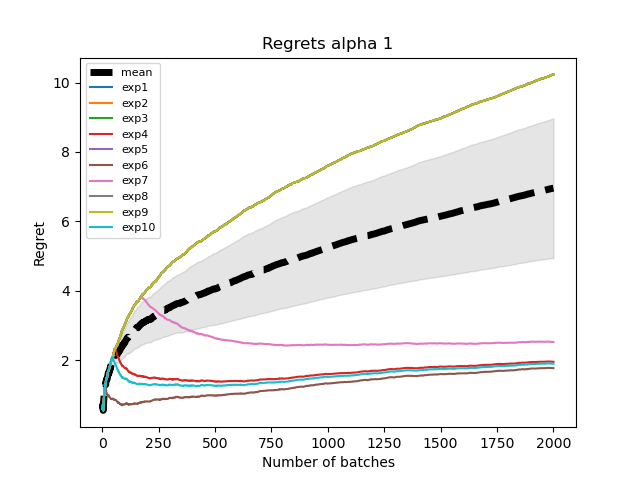 Regrets alpha 1
10
8
6
4
2
Regret
mean
exp1
exp2
exp3
exp4
exp5
exp6
exp7
exp8
exp9
exp10
0 250 500 750 1000 1250 1500 1750 2000
Number of batches